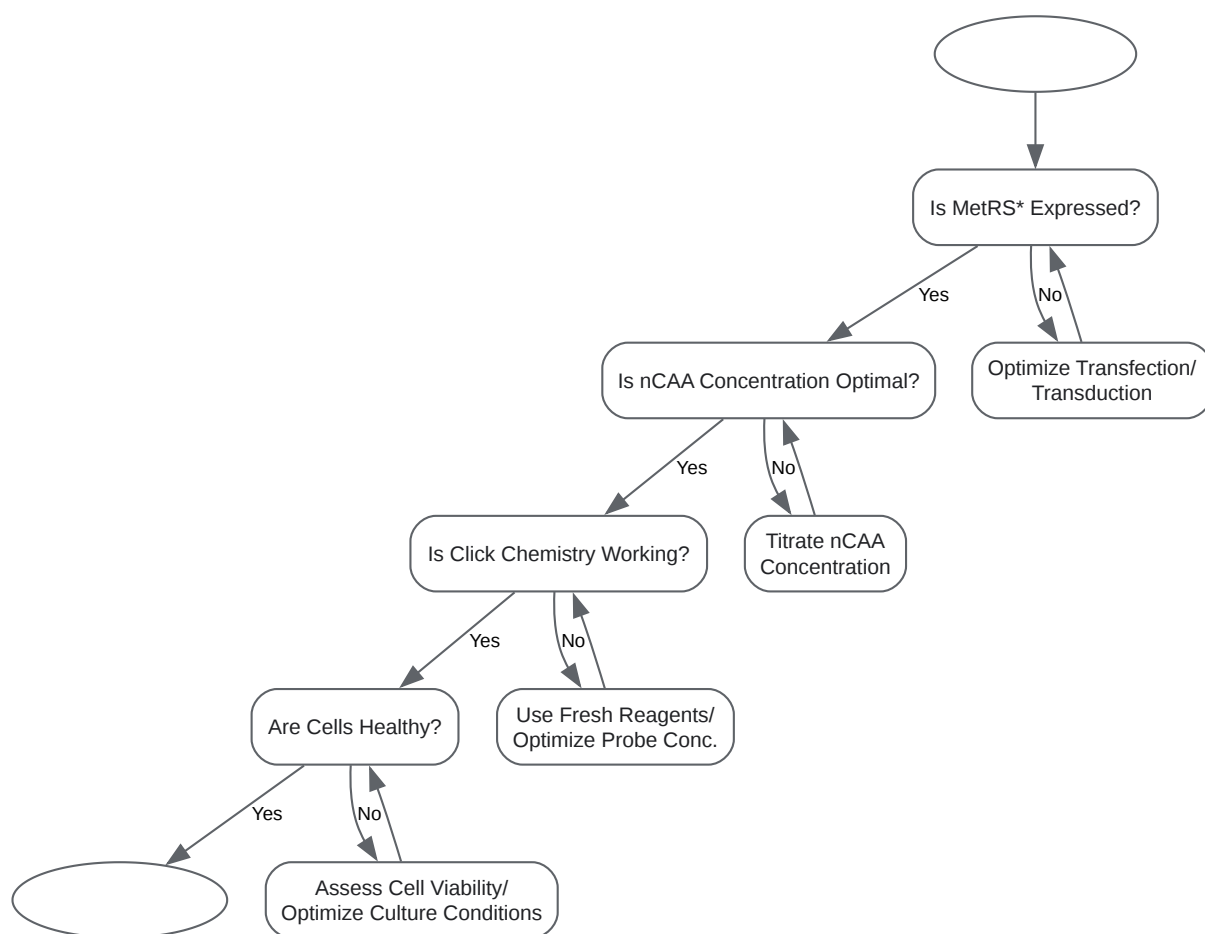 Is MetRS* Expressed?
Yes
No
Is nCAA Concentration Optimal?
Optimize Transfection/
Transduction
Yes
No
Is Click Chemistry Working?
Titrate nCAA
Concentration
Yes
No
Are Cells Healthy?
Use Fresh Reagents/
Optimize Probe Conc.
Yes
No
Assess Cell Viability/
Optimize Culture Conditions